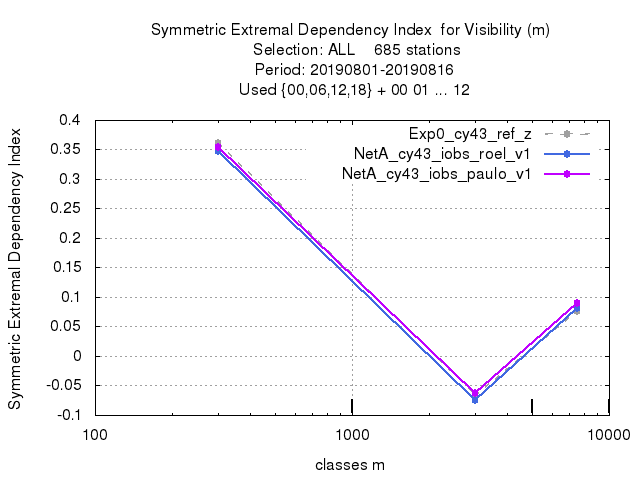 Symmetric Extremal Dependency Index  for Visibility (m)
Selection: ALL    685 stations
Period: 20190801-20190816
Used {00,06,12,18} + 00 01 ... 12
Symmetric Extremal Dependency Index
0.4
0.35
0.3
0.25
0.2
0.15
0.1
0.05
0
-0.05
-0.1
Exp0_cy43_ref_z
NetA_cy43_iobs_roel_v1
NetA_cy43_iobs_paulo_v1
100
1000
10000
classes m